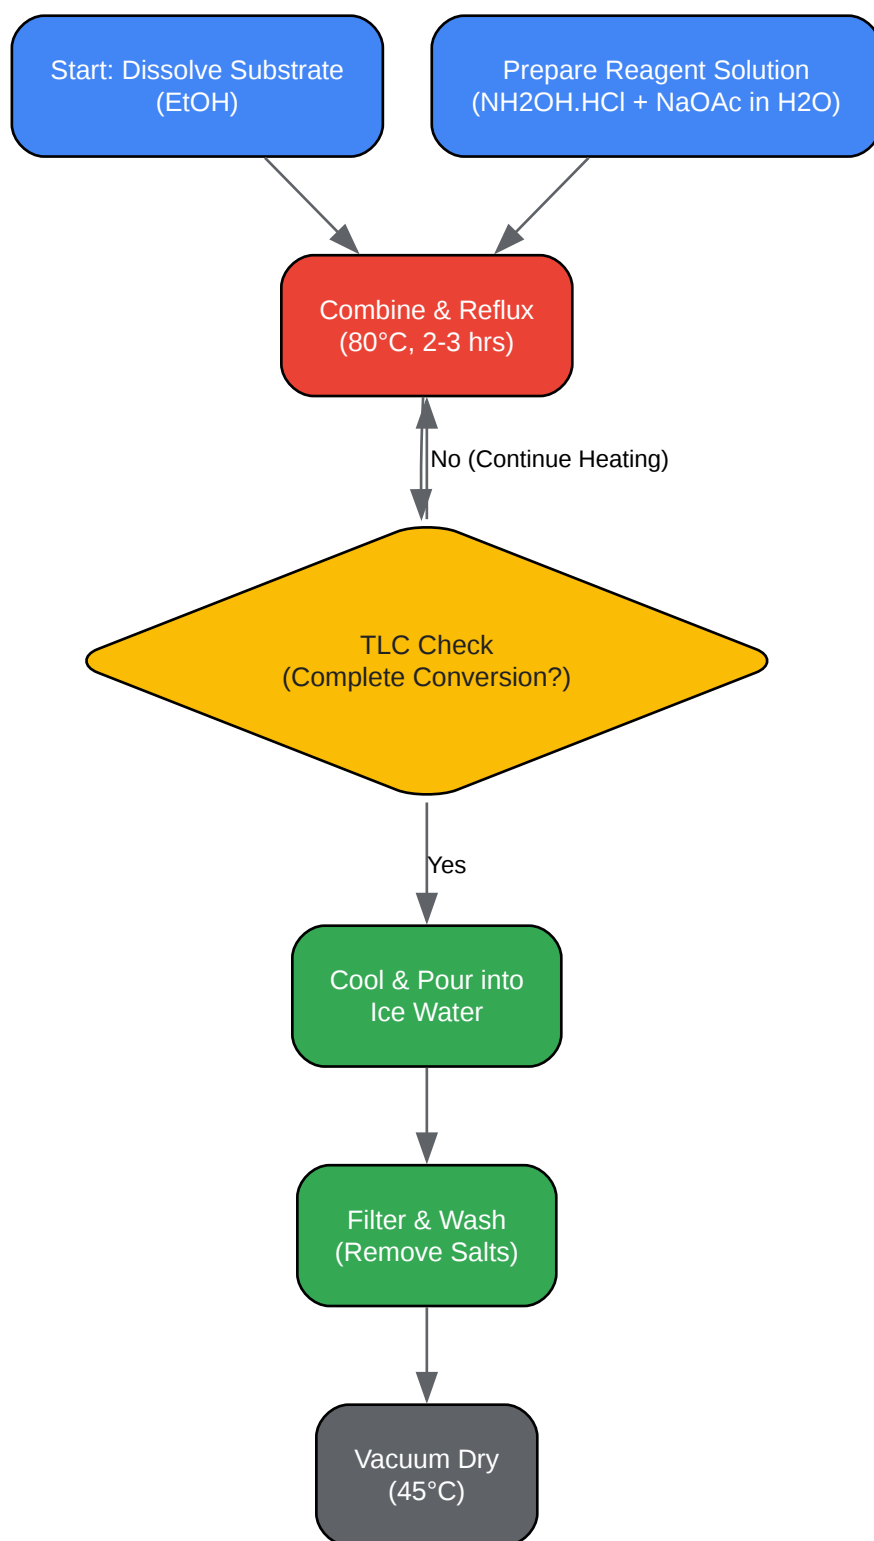 Start: Dissolve Substrate
(EtOH)
Prepare Reagent Solution
(NH2OH.HCl + NaOAc in H2O)
Combine & Reflux
(80°C, 2-3 hrs)
No (Continue Heating)
TLC Check
(Complete Conversion?)
Yes
Cool & Pour into
Ice Water
Filter & Wash
(Remove Salts)
Vacuum Dry
(45°C)